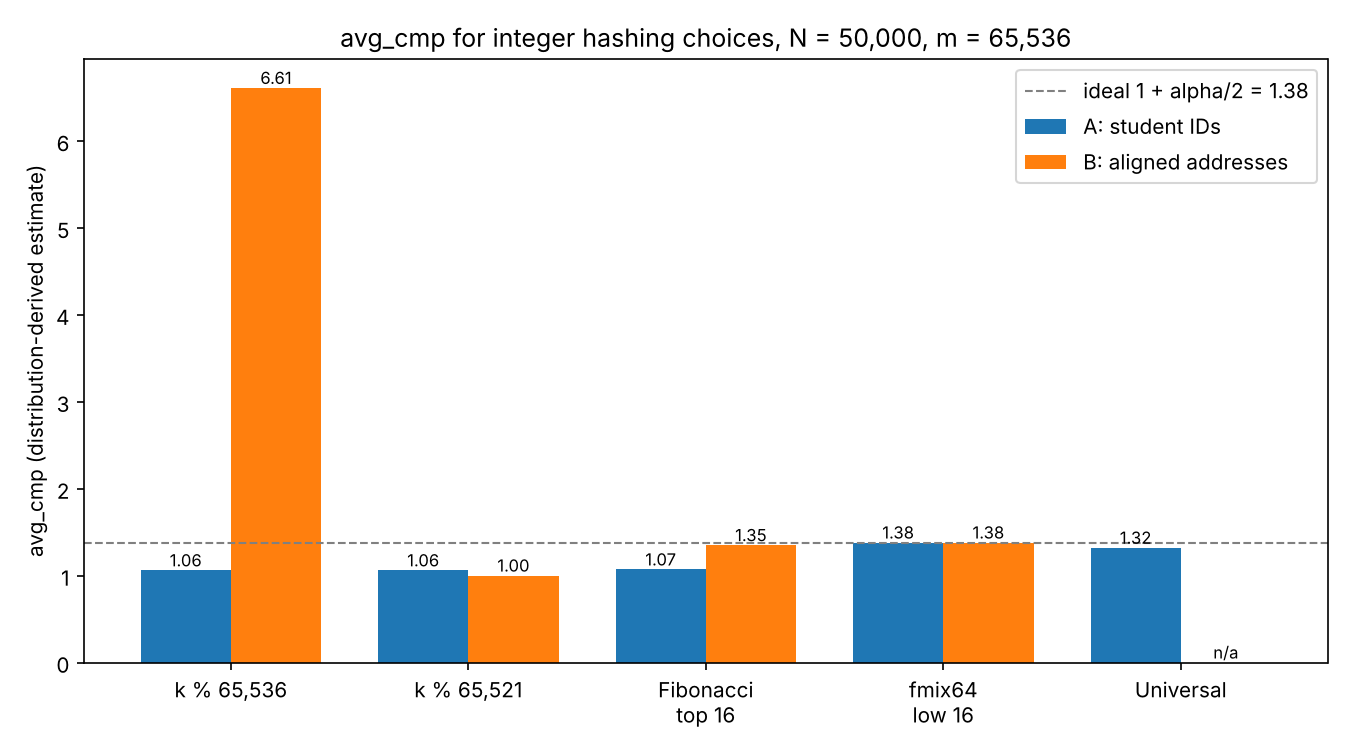 avg_cmp for integer hashing choices, N = 50,000, m = 65,536
avg_cmp (distribution-derived estimate)
6
5
4
3
2
1
0
ideal 1 + alpha/2 = 1.38
A: student IDs
B: aligned addresses
1.06
6.61
1.06
1.00
1.07
1.35
1.38
1.38
1.32
n/a
k % 65,536
k % 65,521
Fibonacci
top 16
fmix64
low 16
Universal